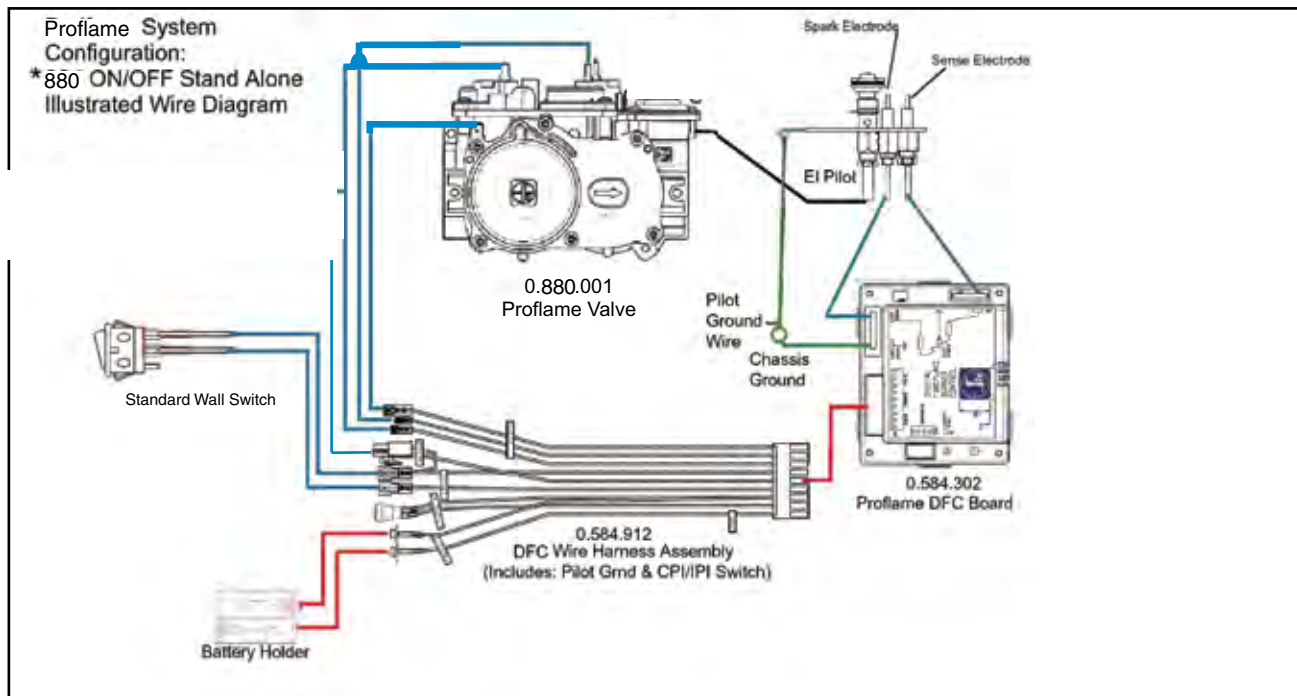 Proflame System
Configuration:
*880 ON/OFF Stand Alone
Illustrated Wire Diagram
Spark Electrode
Sense Electrode
EI Pilot
0.880.001
Proflame Valve
Pilot
Ground
Wire
Chassis
Ground
Standard Wall Switch
0.584.302
Proflame DFC Board
0.584.912
DFC Wire Harness Assembly
(Includes: Pilot Grnd & CPI/IPI Switch)
Battery Holder